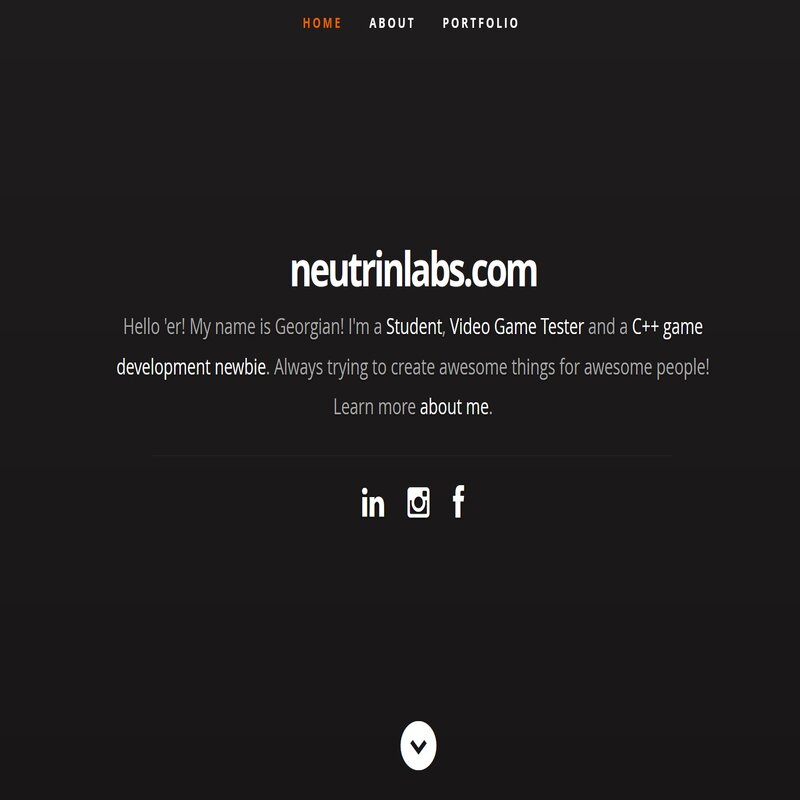 HOME ABOUT PORTFOLIO
neutrinlabs.com
Hello 'er! My name is Georgian! I'm a Student, Video Game Tester and a C++ game
development newbie. Always trying to create awesome things for awesome people!
Learn more about me.
in f